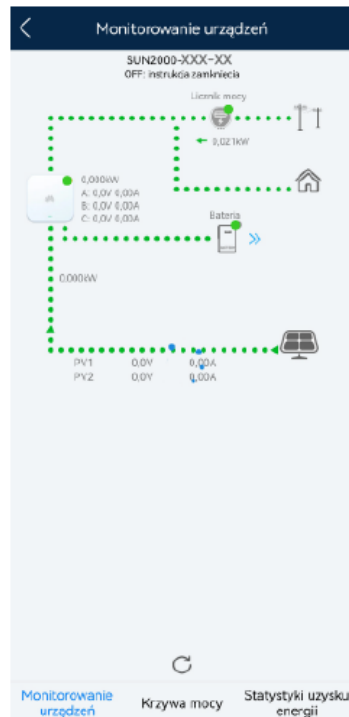 Monitorowanie urządzeń
SUN2000-XXX-XX
OFF: instrukcja zamkniecia
Licznik mocy
0,021kW
0,000kW
A: 0,0V 0,00A
B: 0,0V 0,00A
C: 0,0V 0,00A
Bateria
0,000kW
PV1 0,0V 0,00A
PV2 0,0V 0,00A
Monitorowanie urządzeń
Krzywa mocy
Statystyki uzysku energii